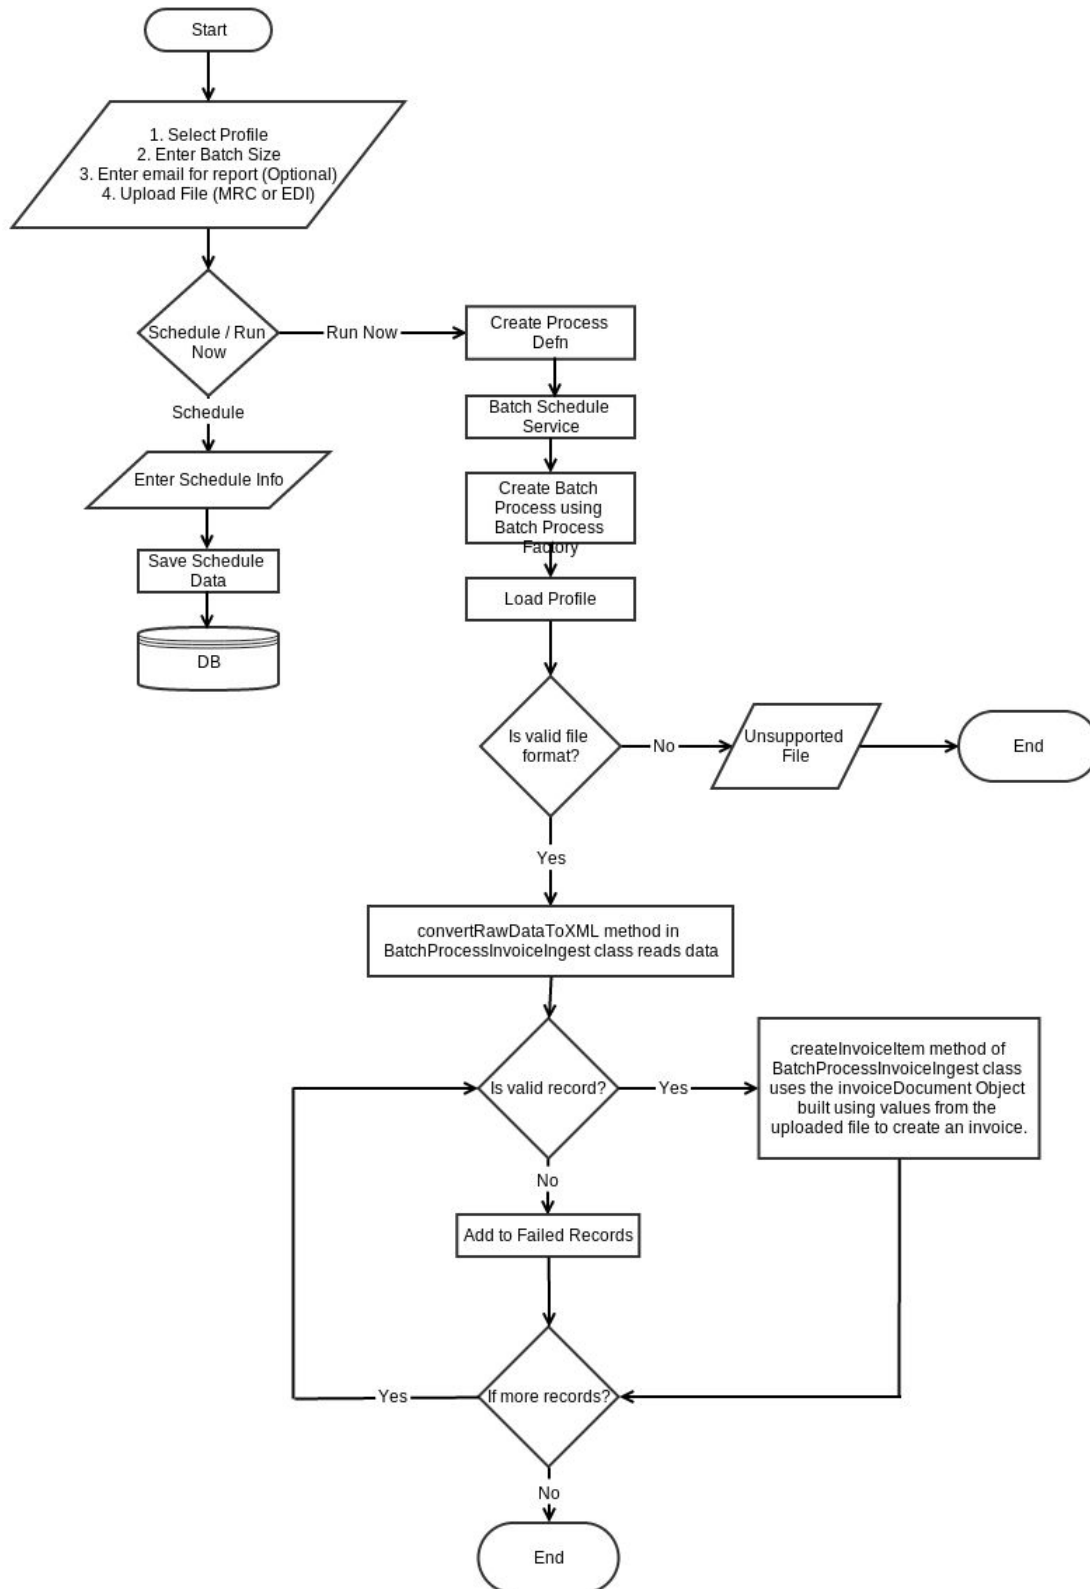 Start
1. Select Profile
2. Enter Batch Size
3. Enter email for report (Optional)
4. Upload File (MRC or EDI)
Schedule / Run
Now
Run Now
Create Process
Defn
Schedule
Batch Schedule
Service
Enter Schedule Info
Create Batch
Process using
Batch Process
Factory
Save Schedule
Data
Load Profile
DB
Is valid file
format?
No
Unsupported
File
End
Yes
convertRawDataToXML method in
BatchProcessInvoiceIngest class reads data
Is valid record?
Yes
createInvoiceItem method of
BatchProcessInvoiceIngest class
uses the invoiceDocument Object
built using values from the
uploaded file to create an invoice.
No
Add to Failed Records
If more records?
Yes
No
End